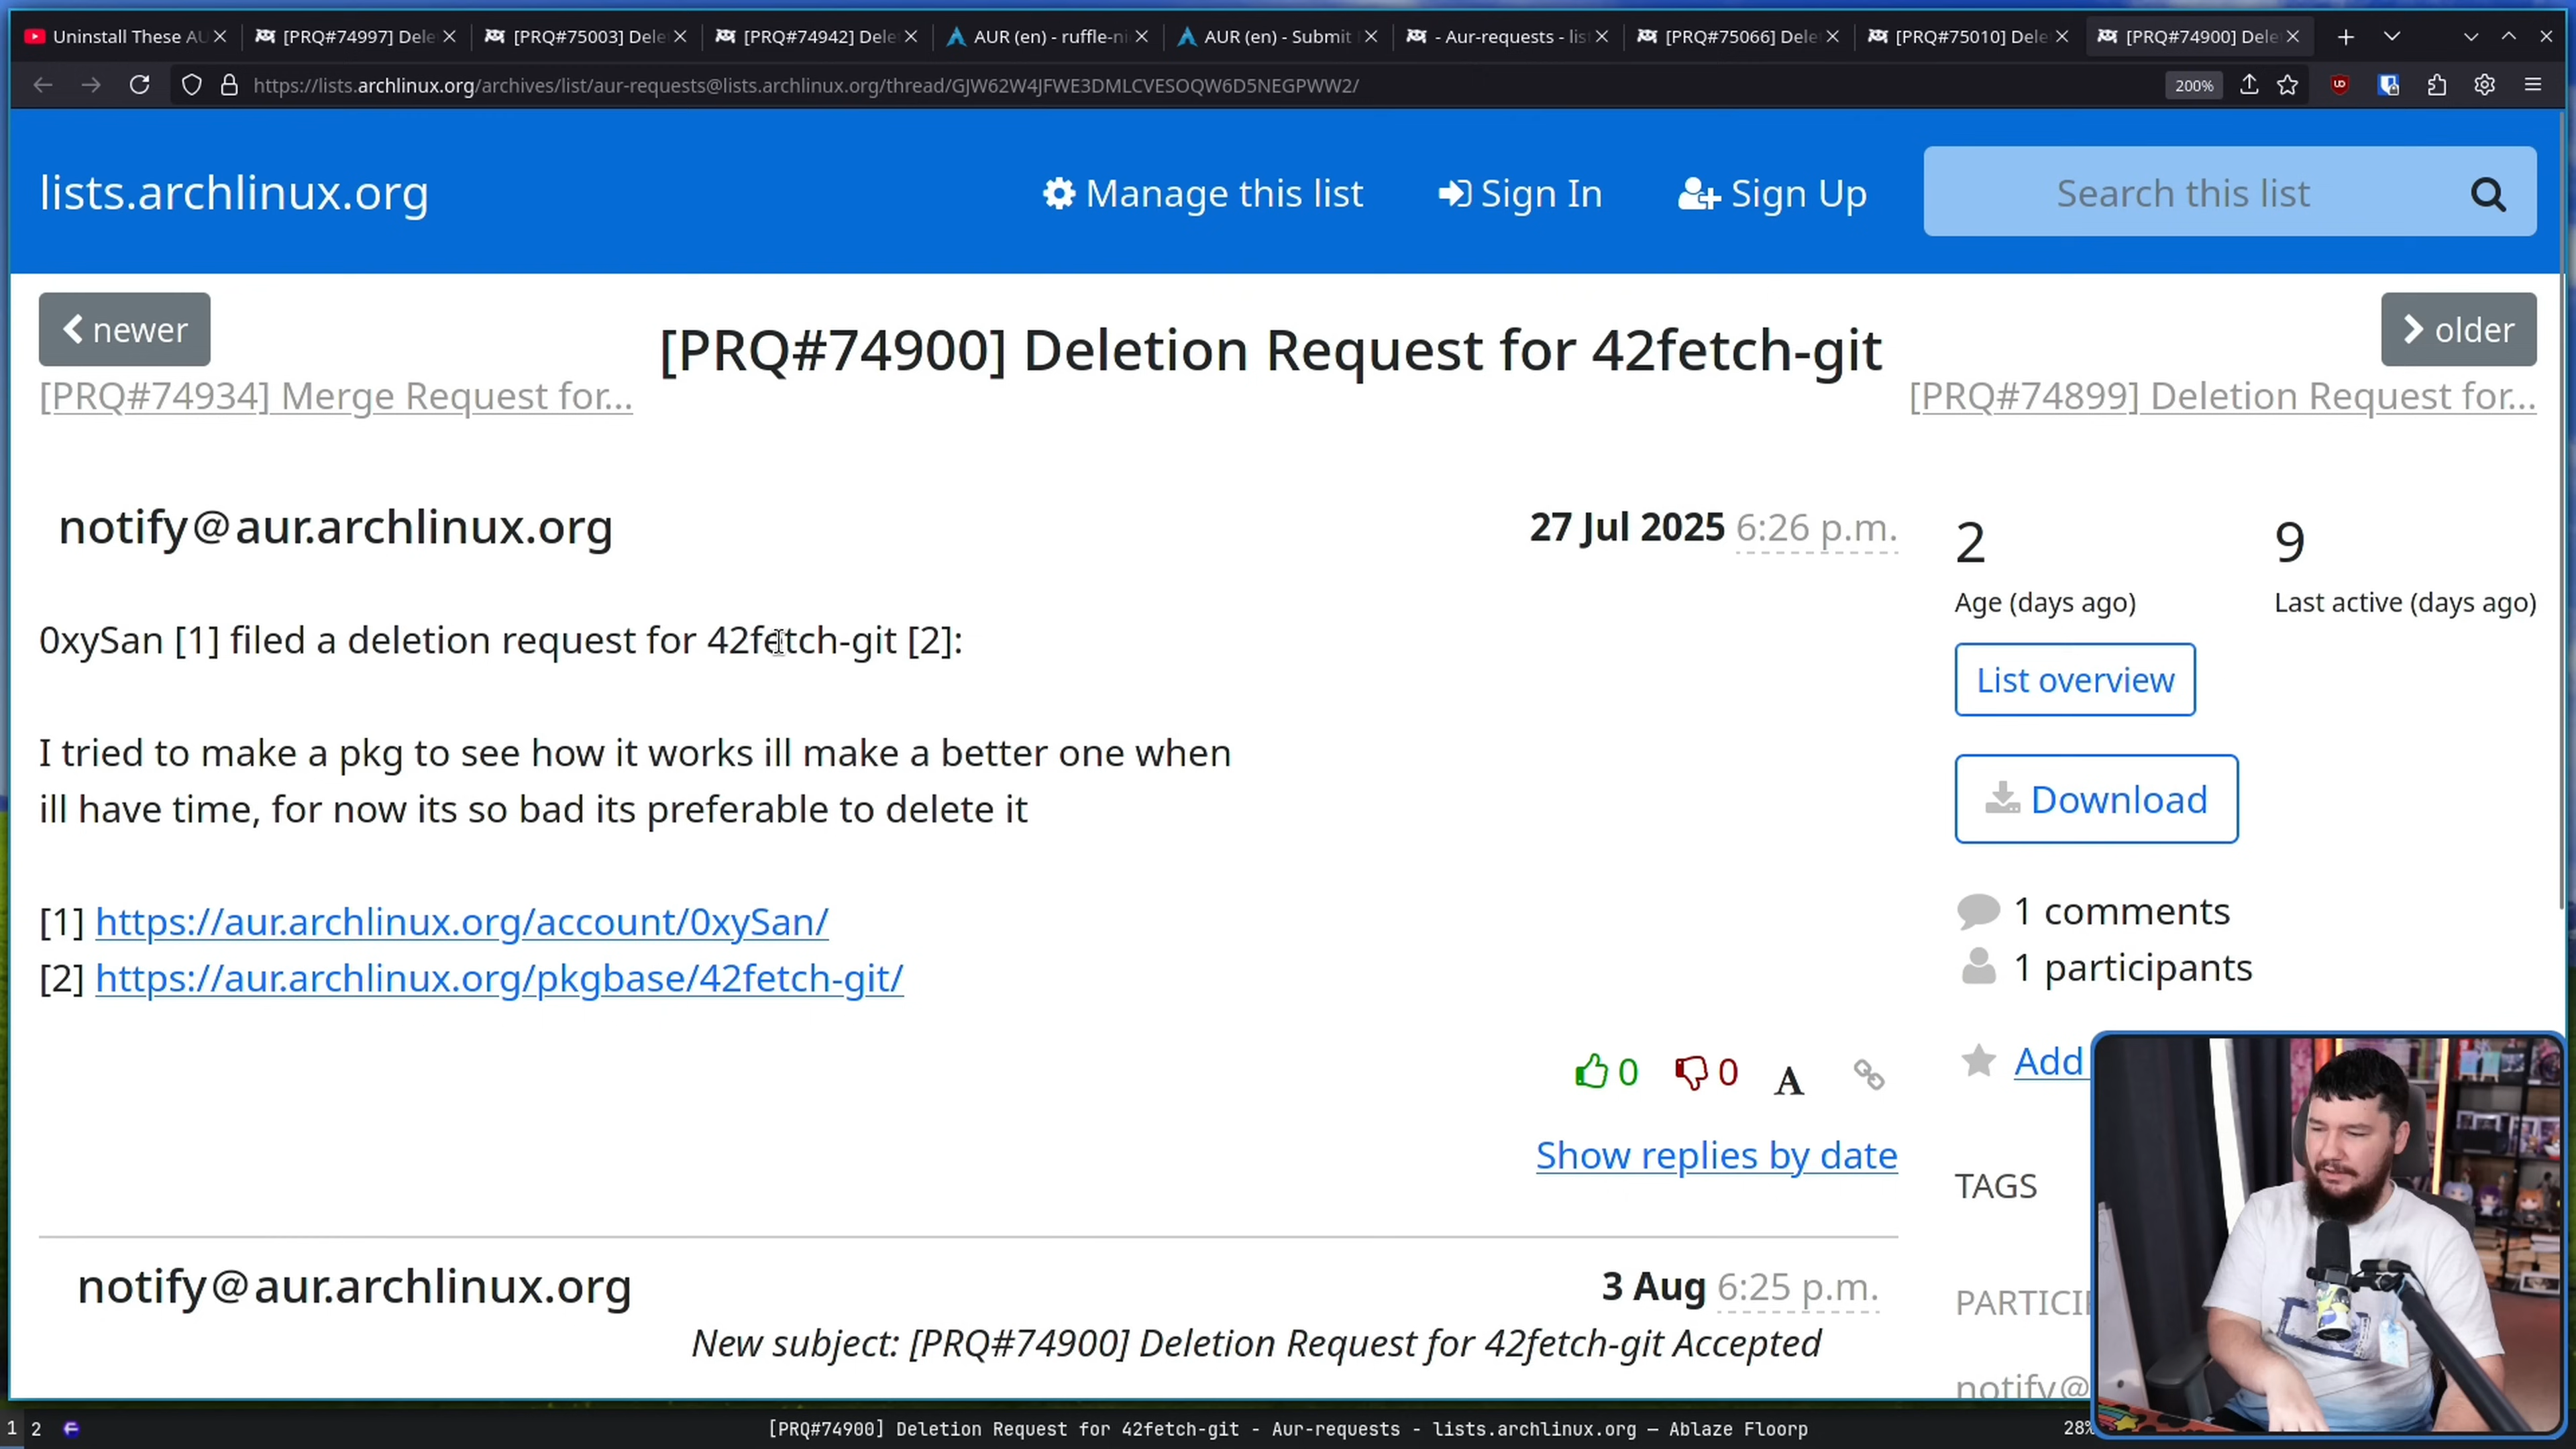 Uninstall These AU
[PRQ#74997] Dele
[PRQ#75003] Dele
[PRQ#74942] Dele
AUR (en) - ruffle-ni
AUR (en) - Submit
- Aur-requests - lis
[PRQ#75066] Dele
[PRQ#75010] Dele
[PRQ#74900] Dele
https://lists.archlinux.org/archives/list/aur-requests@lists.archlinux.org/thread/GJW62W4JFWE3DMLCVESOQW6D5NEGPWW2/
200%
lists.archlinux.org
Manage this list
Sign In
Sign Up
Search this list
newer
[PRQ#74900] Deletion Request for 42fetch-git
older
[PRQ#74934] Merge Request for...
[PRQ#74899] Deletion Request for...
notify@aur.archlinux.org
27 Jul 2025 6:26 p.m.
2
9
Age (days ago)
Last active (days ago)
0xySan [1] filed a deletion request for 42fetch-git [2]:
List overview
I tried to make a pkg to see how it works ill make a better one when
ill have time, for now its so bad its preferable to delete it
Download
[1] https://aur.archlinux.org/account/0xySan/
[2] https://aur.archlinux.org/pkgbase/42fetch-git/
1 comments
1 participants
0
0
A
Add
Show replies by date
TAGS
notify@aur.archlinux.org
3 Aug 6:25 p.m.
New subject: [PRQ#74900] Deletion Request for 42fetch-git Accepted
PARTICI
notify@
1
2
[PRQ#74900] Deletion Request for 42fetch-git - Aur-requests - lists.archlinux.org — Ablaze Floorp
28%